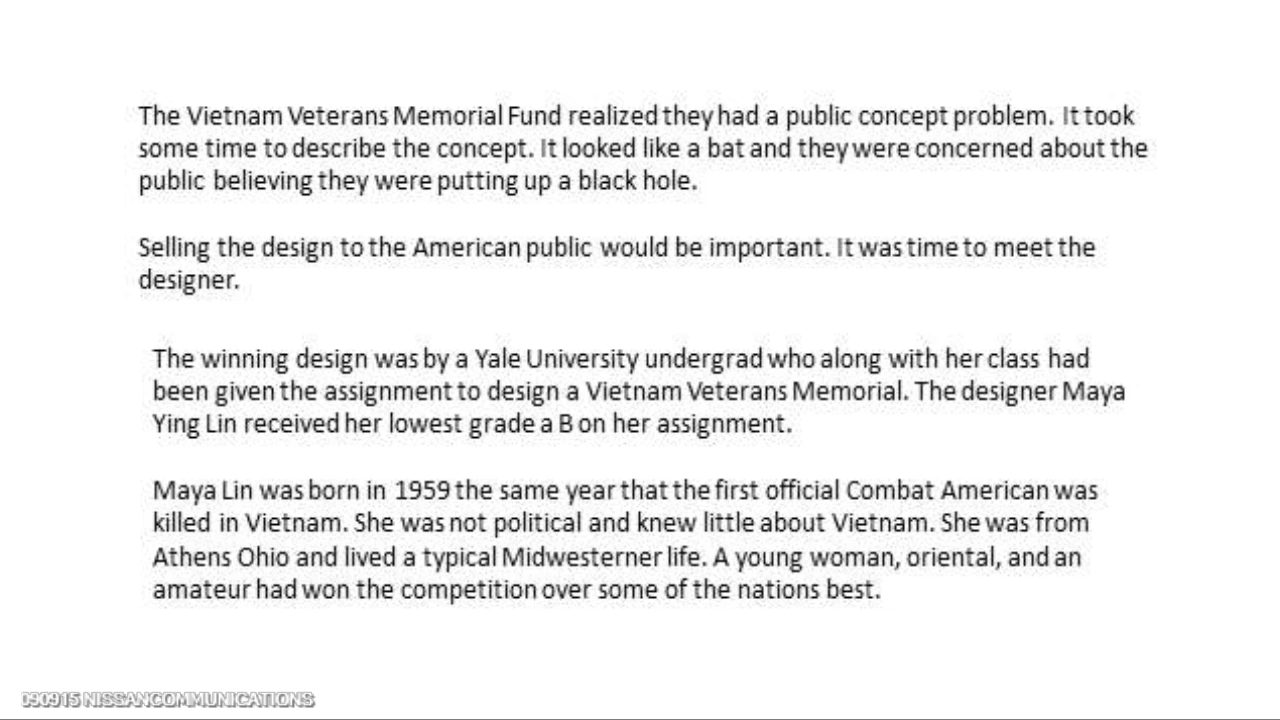 The Vietnam Veterans Memorial Fund realized they had a public concept problem. It took
some time to describe the concept. It looked like a bat and they were concerned about the
public believing they were putting up a black hole.
Selling the design to the American public would be important. It was time to meet the
designer.
The winning design was by a Yale University undergrad who along with her class had
been given the assignment to design a Vietnam Veterans Memorial. The designer Maya
Ying Lin received her lowest grade a B on her assignment.
Maya Lin was born in 1959 the same year that the first official Combat American was
killed in Vietnam. She was not political and knew little about Vietnam. She was from
Athens Ohio and lived a typical Midwesterner life. A young woman, oriental, and an
amateur had won the competition over some of the nations best.
090915 NISSANCOMMUNICATIONS